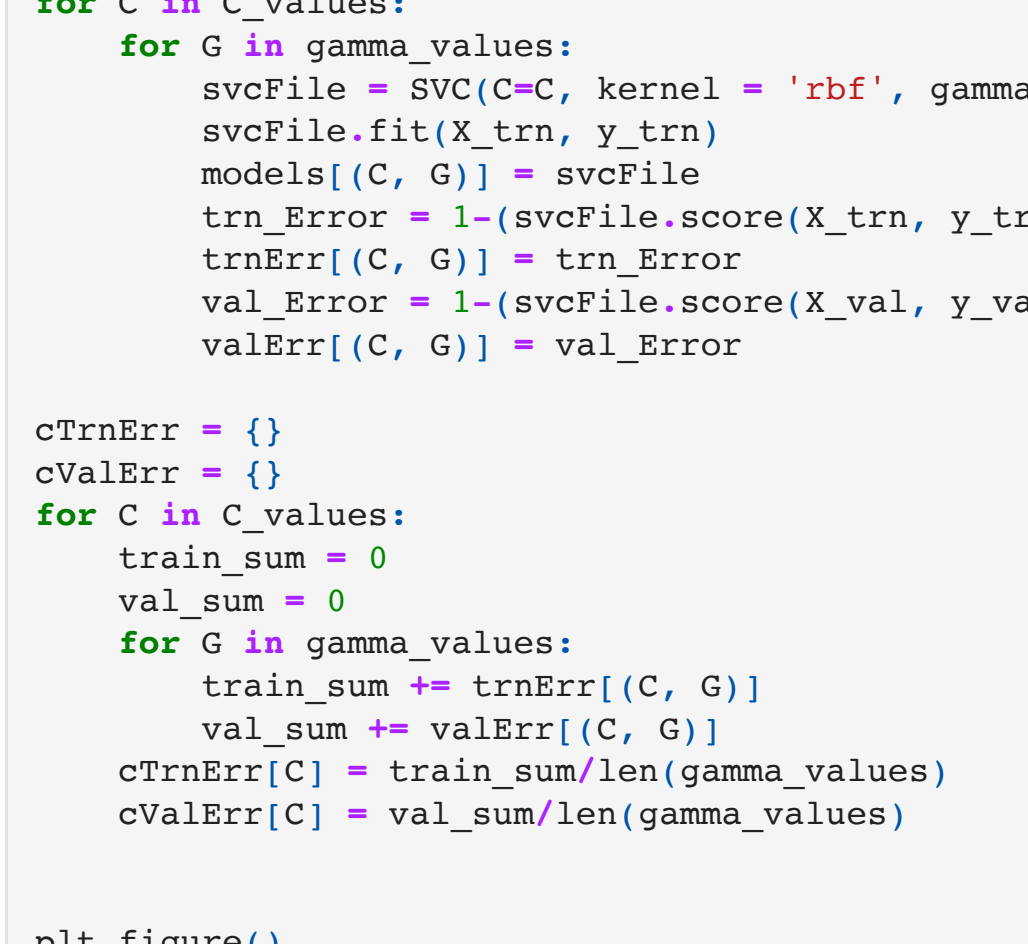 for C in C_values:
    for G in gamma_values:
        svcFile = SVC(C=C, kernel = 'rbf', gamma
        svcFile.fit(X_trn, y_trn)
        models[(C, G)] = svcFile
        trn_Error = 1-(svcFile.score(X_trn, y_tr
        trnErr[(C, G)] = trn_Error
        val_Error = 1-(svcFile.score(X_val, y_va
        valErr[(C, G)] = val_Error

cTrnErr = {}
cValErr = {}
for C in C_values:
    train_sum = 0
    val_sum = 0
    for G in gamma_values:
        train_sum += trnErr[(C, G)]
        val_sum += valErr[(C, G)]
    cTrnErr[C] = train_sum/len(gamma_values)
    cValErr[C] = val_sum/len(gamma_values)

plt.figure()